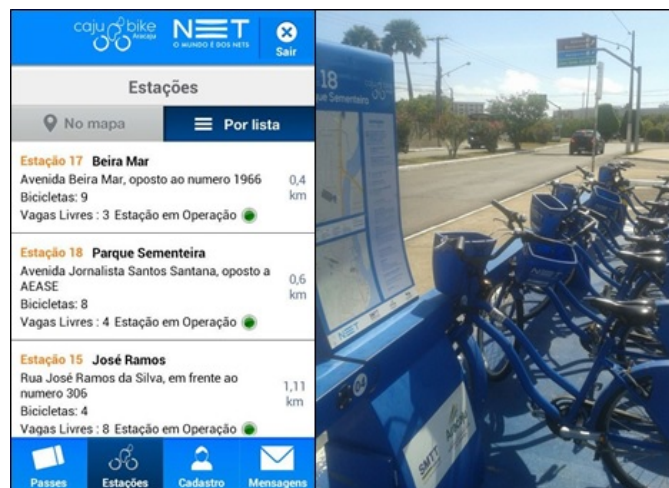 caju bike
Aracaju
NET
O MUNDO É DOS NETS
Sair
Estações
No mapa
Por lista
Estação 17 Beira Mar
Avenida Beira Mar, oposto ao numero 1966
0,4 km
Bicicletas: 9
Vagas Livres : 3 Estação em Operação
Estação 18 Parque Sementeira
Avenida Jornalista Santos Santana, oposto a AEASE
0,6 km
Bicicletas: 8
Vagas Livres : 4 Estação em Operação
Estação 15 José Ramos
Rua José Ramos da Silva, em frente ao numero 306
1,11 km
Bicicletas: 4
Vagas Livres : 8 Estação em Operação
Passes
Estações
Cadastro
Mensagens
18
que Sementeira
NET
04
SMTT
NET